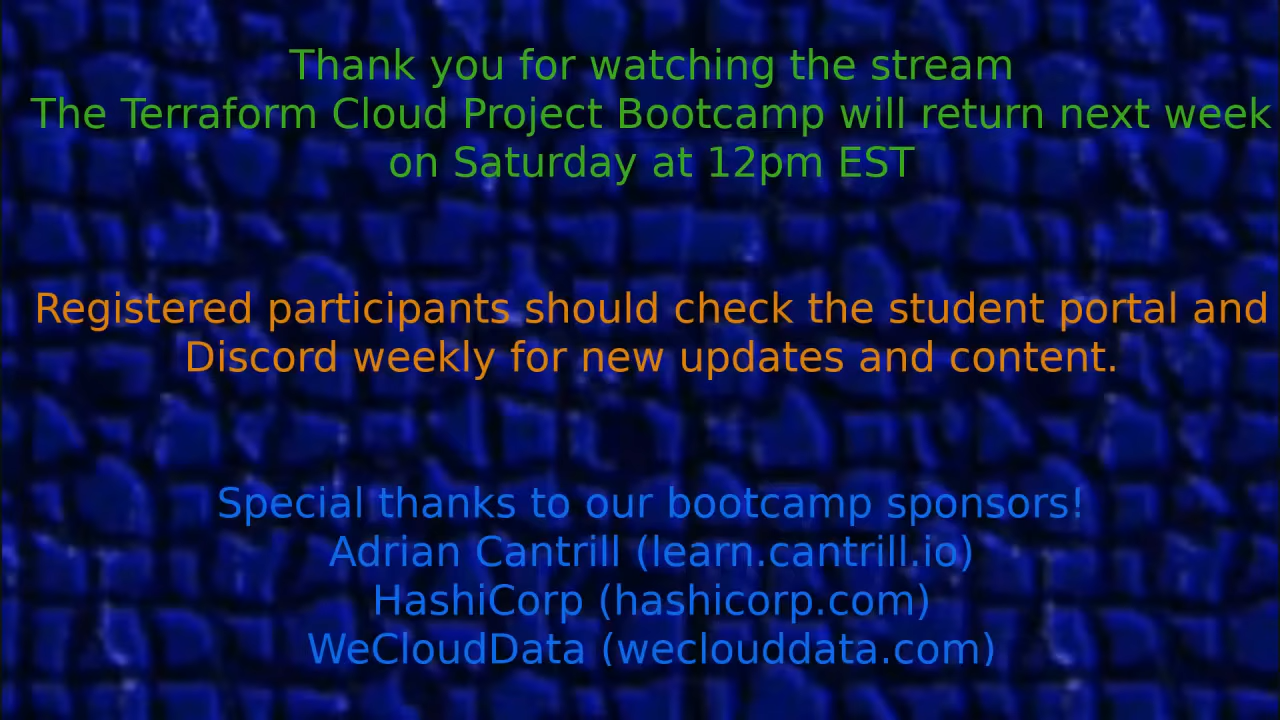 Thank you for watching the stream
The Terraform Cloud Project Bootcamp will return next week
on Saturday at 12pm EST
Registered participants should check the student portal and
Discord weekly for new updates and content.
Special thanks to our bootcamp sponsors!
Adrian Cantrill (learn.cantrill.io)
HashiCorp (hashicorp.com)
WeCloudData (weclouddata.com)